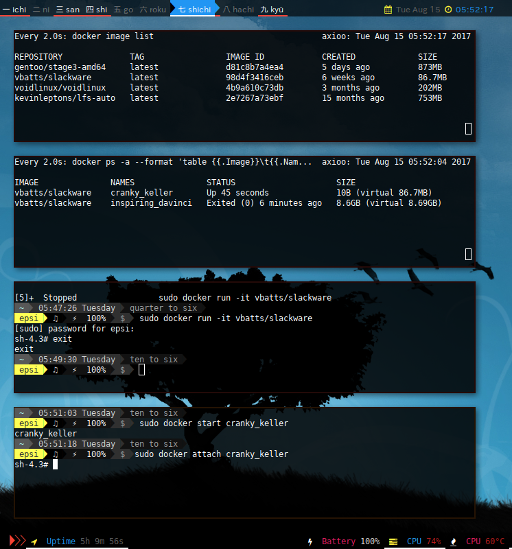 一 ichi 二 ni 三 san 四 shi 五 go 六 roku 七 shichi 八 hachi 九 kyū Tue Aug 15 05:52:17
Every 2.0s: docker image list axioo: Tue Aug 15 05:52:17 2017
REPOSITORY TAG IMAGE ID CREATED SIZE
gentoo/stage3-amd64 latest d81c8b7a4ea4 5 days ago 873MB
vbatts/slackware latest 98d4f3416ceb 6 weeks ago 86.7MB
voidlinux/voidlinux latest 4b9a610c73db 3 months ago 202MB
kevinleptons/lfs-auto latest 2e7267a73ebf 15 months ago 753MB
Every 2.0s: docker ps -a --format 'table {{.Image}}\t{{.Nam... axioo: Tue Aug 15 05:52:04 2017
IMAGE NAMES STATUS SIZE
vbatts/slackware cranky_keller Up 45 seconds 10B (virtual 86.7MB)
vbatts/slackware inspiring_davinci Exited (0) 6 minutes ago 8.6GB (virtual 8.69GB)
[5]+ Stopped sudo docker run -it vbatts/slackware
~ 05:47:26 Tuesday quarter to six
epsi ♫ ⚡ 100% $ sudo docker run -it vbatts/slackware
[sudo] password for epsi:
sh-4.3# exit
exit
~ 05:49:30 Tuesday ten to six
epsi ♫ ⚡ 100% $
~ 05:51:03 Tuesday ten to six
epsi ♫ ⚡ 100% $ sudo docker start cranky_keller
cranky_keller
~ 05:51:18 Tuesday ten to six
epsi ♫ ⚡ 100% $ sudo docker attach cranky_keller
sh-4.3#
Uptime 5h 9m 56s Battery 100% CPU 74% CPU 60°C